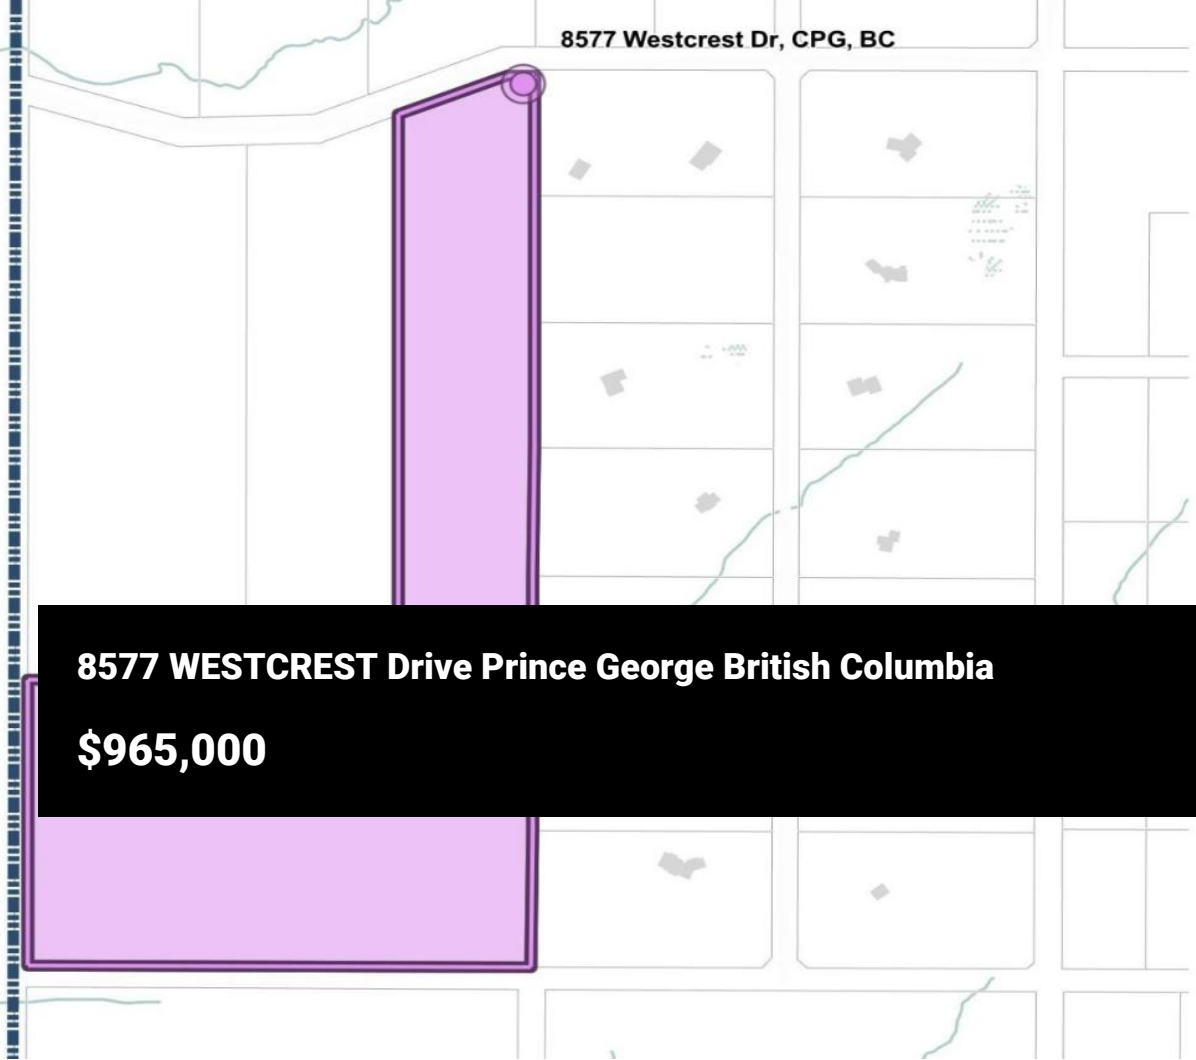 8577 Westcrest Dr, CPG, BC
8577 WESTCREST Drive Prince George British Columbia
$965,000